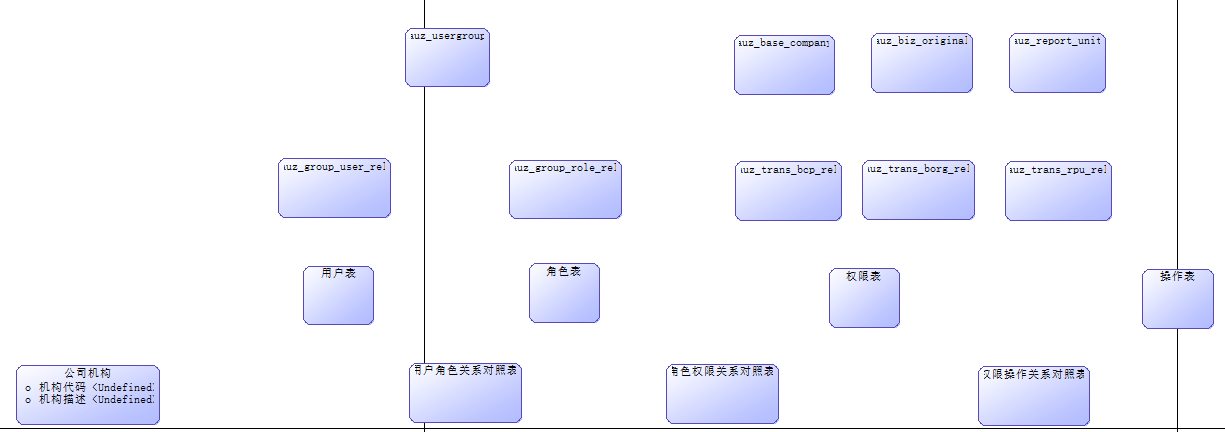 auz_usergroup
auz_base_company
auz_biz_original
auz_report_unit
auz_group_user_rel
auz_group_role_rel
auz_trans_bcp_rel
auz_trans_borg_rel
auz_trans_rpu_rel
用户表
角色表
权限表
操作表
公司机构
o 机构代码 <Undefined>
o 机构描述 <Undefined>
用户角色关系对照表
角色权限关系对照表
权限操作关系对照表